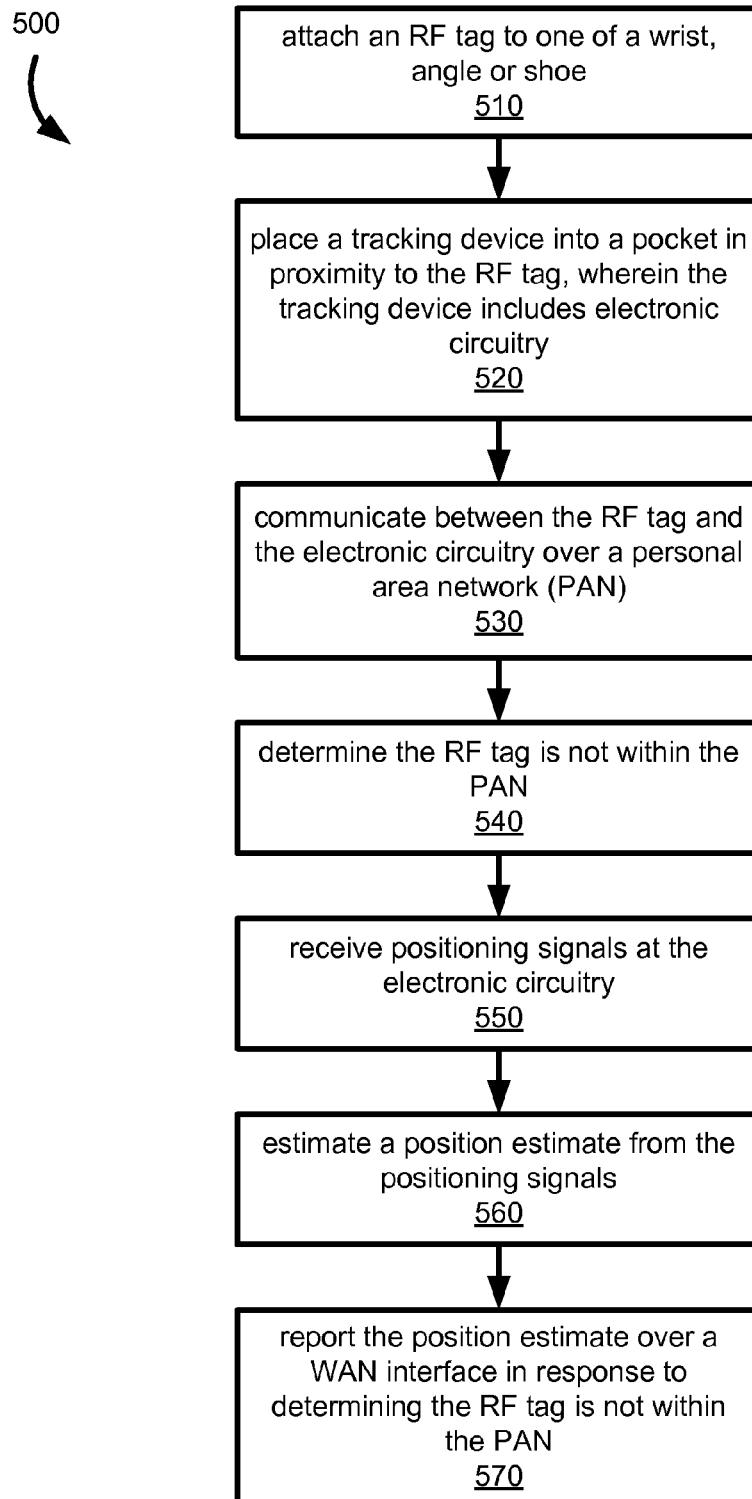 500
attach an RF tag to one of a wrist,
angle or shoe
510
place a tracking device into a pocket in
proximity to the RF tag, wherein the
tracking device includes electronic
circuitry
520
communicate between the RF tag and
the electronic circuitry over a personal
area network (PAN)
530
determine the RF tag is not within the
PAN
540
receive positioning signals at the
electronic circuitry
550
estimate a position estimate from the
positioning signals
560
report the position estimate over a
WAN interface in response to
determining the RF tag is not within
the PAN
570